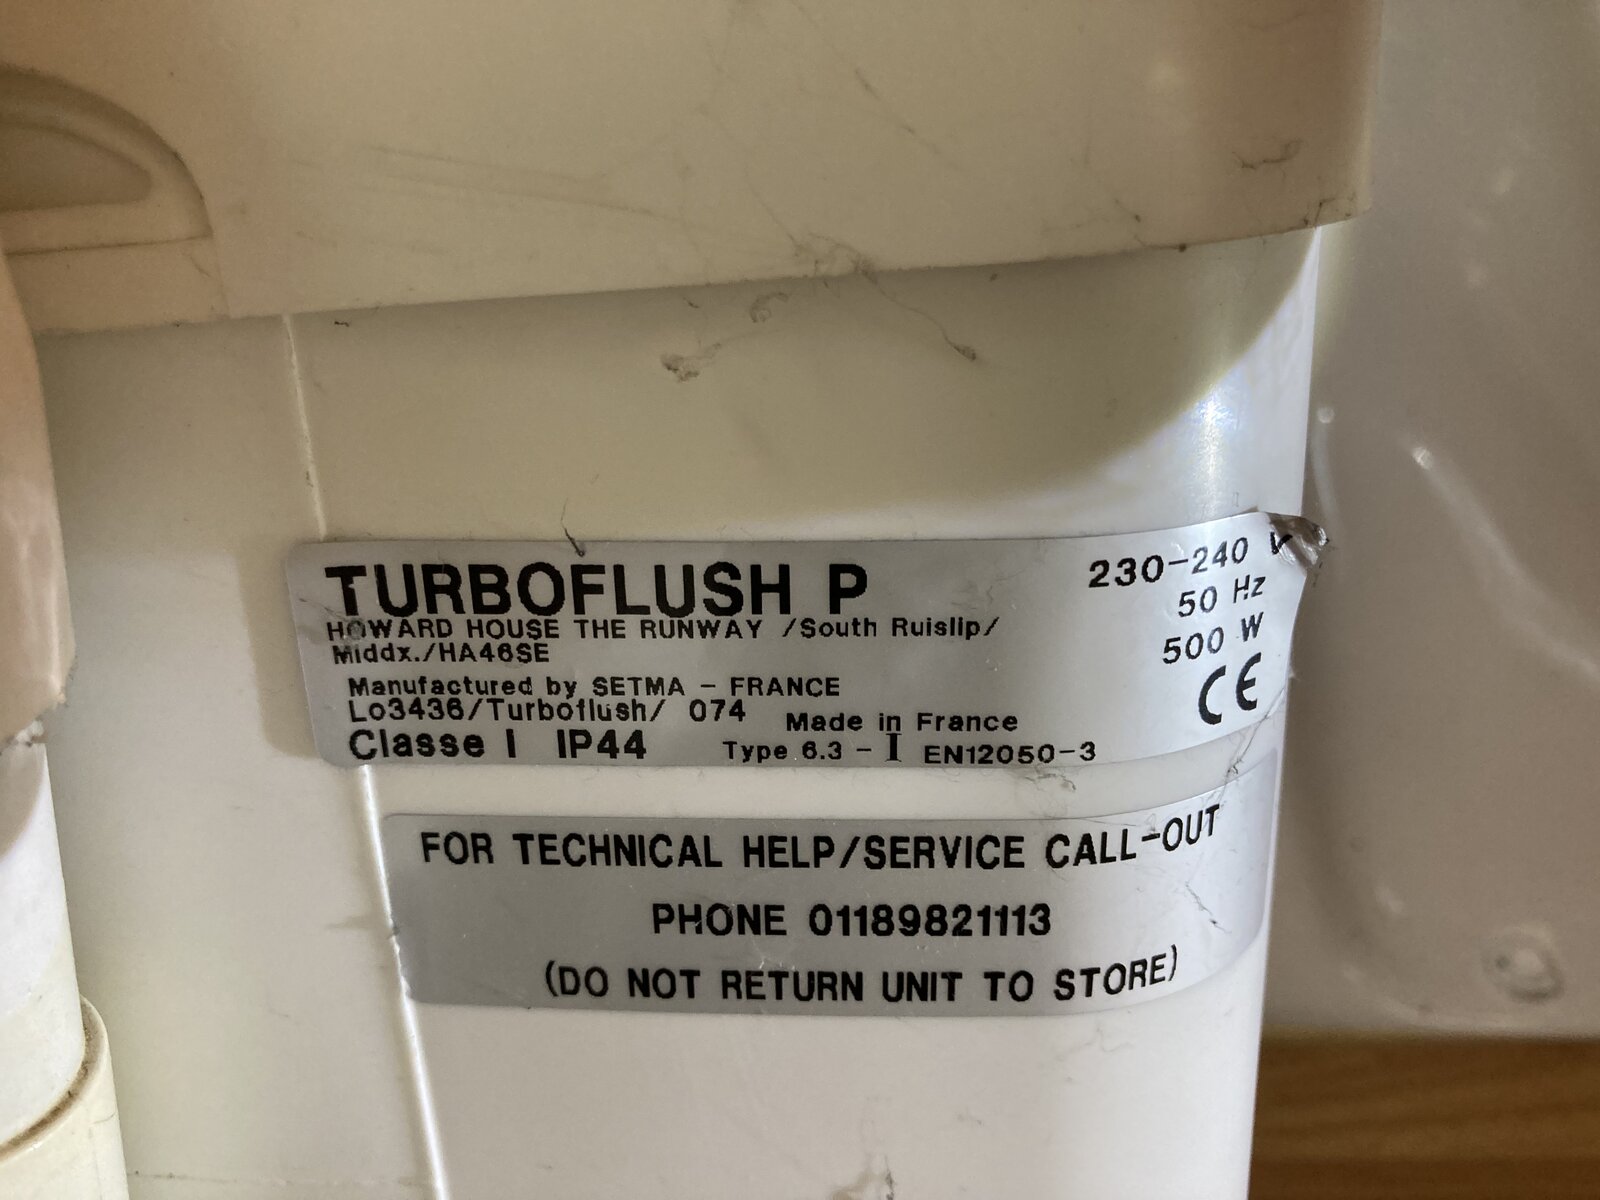 TURBOFLUSH P
HOWARD HOUSE THE RUNWAY /South Ruislip/
Middx./HA46SE
Manufactured by SETMA - FRANCE
Lo3436/Turboflush/ 074 Made in France
Classe I IP44 Type 6.3 - I EN12050-3
230-240 V
50 Hz
500 W
CE
FOR TECHNICAL HELP/SERVICE CALL-OUT
PHONE 01189821113
(DO NOT RETURN UNIT TO STORE)